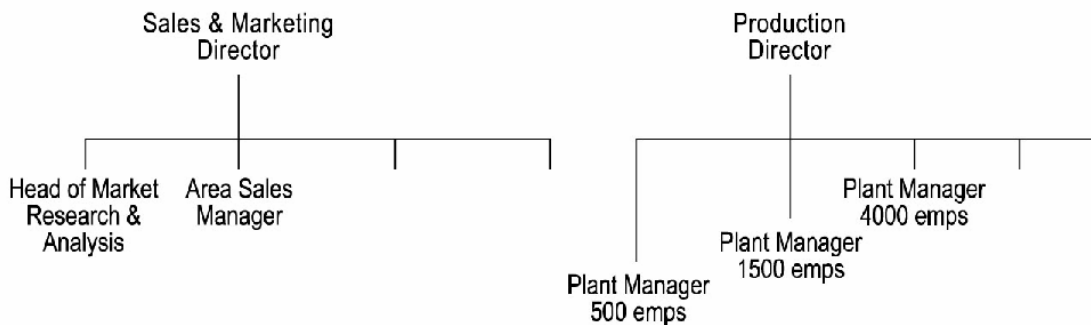 Sales & Marketing
Director
Production
Director
Head of Market
Research &
Analysis
Area Sales
Manager
Plant Manager
4000 emps
Plant Manager
1500 emps
Plant Manager
500 emps